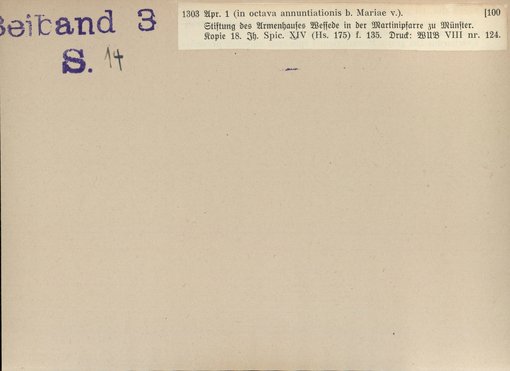 Beiband 3
S. 14
1303 Apr. 1 (in octava annuntiationis b. Mariae v.). [100
Stiftung des Armenhauses Wessede in der Martinipfarre zu Münster.
Kopie 18. Jh. Spic. XIV (Hs. 175) f. 135. Druck: WUB VIII nr. 124.